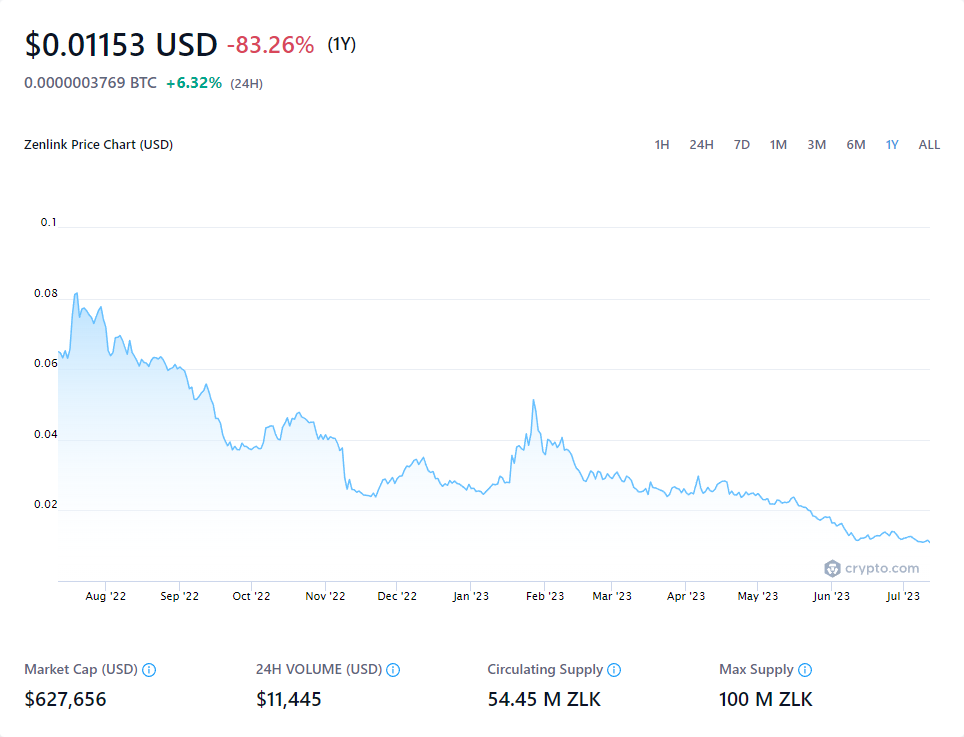 $0.01153 USD -83.26% (1Y)
0.0000003769 BTC +6.32% (24H)
Zenlink Price Chart (USD) 1H 24H 7D 1M 3M 6M 1Y ALL
0.1
0.08
0.06
0.04
0.02
crypto.com
Aug '22 Sep '22 Oct '22 Nov '22 Dec '22 Jan '23 Feb '23 Mar '23 Apr '23 May '23 Jun '23 Jul '23
Market Cap (USD) 24H VOLUME (USD) Circulating Supply Max Supply
$627,656 $11,445 54.45 M ZLK 100 M ZLK